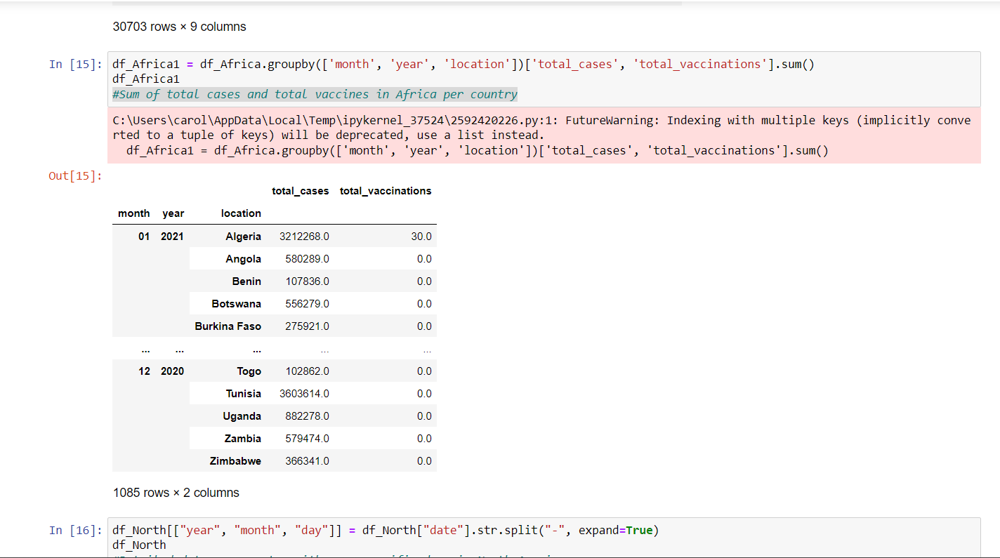 30703 rows × 9 columns
In [15]: df_Africa1 = df_Africa.groupby(['month', 'year', 'location'])['total_cases', 'total_vaccinations'].sum()
df_Africa1
#Sum of total cases and total vaccines in Africa per country
C:\Users\carol\AppData\Local\Temp\ipykernel_37524\2592420226.py:1: FutureWarning: Indexing with multiple keys (implicitly conve
rted to a tuple of keys) will be deprecated, use a list instead.
df_Africa1 = df_Africa.groupby(['month', 'year', 'location'])['total_cases', 'total_vaccinations'].sum()
Out[15]:
total_cases total_vaccinations
month year location
01 2021 Algeria 3212268.0 30.0
Angola 580289.0 0.0
Benin 107836.0 0.0
Botswana 556279.0 0.0
Burkina Faso 275921.0 0.0
... ... ... ... ...
12 2020 Togo 102862.0 0.0
Tunisia 3603614.0 0.0
Uganda 882278.0 0.0
Zambia 579474.0 0.0
Zimbabwe 366341.0 0.0
1085 rows × 2 columns
In [16]: df_North[["year", "month", "day"]] = df_North["date"].str.split("-", expand=True)
df_North